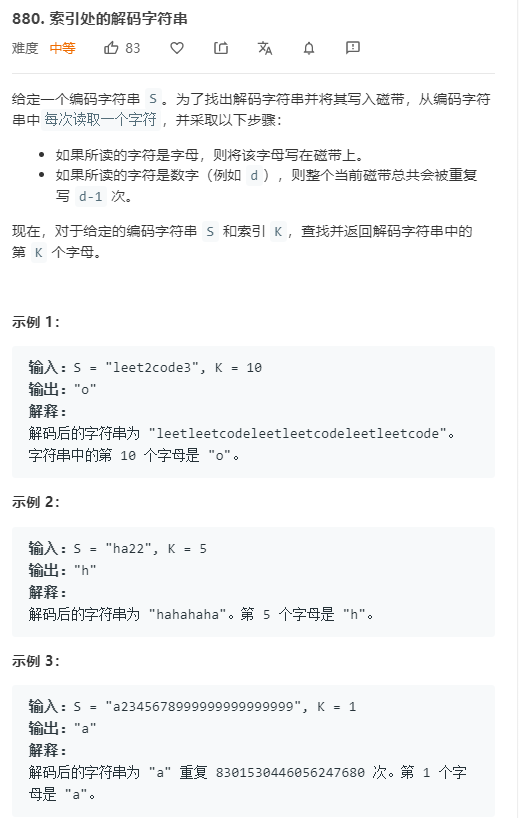 880. 索引处的解码字符串
难度 中等 83
给定一个编码字符串 S 。为了找出解码字符串并将其写入磁带，从编码字符
串中 每次读取一个字符 ，并采取以下步骤：
• 如果所读的字符是字母，则将该字母写在磁带上。
• 如果所读的字符是数字（例如 d ），则整个当前磁带总共会被重复
写 d-1 次。
现在，对于给定的编码字符串 S 和索引 K ，查找并返回解码字符串中的
第 K 个字母。
示例 1：
输入：S = "leet2code3", K = 10
输出："o"
解释：
解码后的字符串为 "leetleetcodeleetleetcodeleetleetcode"。
字符串中的第 10 个字母是 "o"。
示例 2：
输入：S = "ha22", K = 5
输出："h"
解释：
解码后的字符串为 "hahahaha"。第 5 个字母是 "h"。
示例 3：
输入：S = "a2345678999999999999999", K = 1
输出："a"
解释：
解码后的字符串为 "a" 重复 8301530446056247680 次。第 1 个字
母是 "a"。